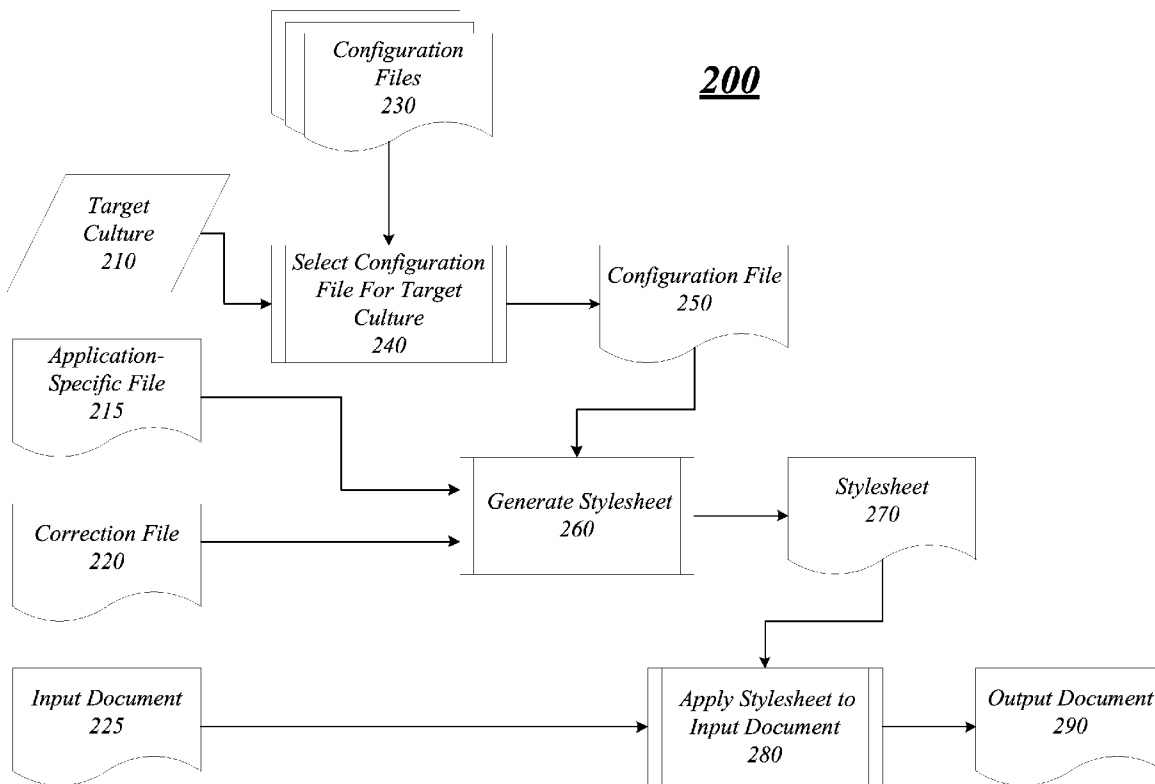 Configuration
Files
230
200
Target
Culture
210
Select Configuration
File For Target
Culture
240
Configuration File
250
Application-
Specific File
215
Generate Stylesheet
260
Stylesheet
270
Correction File
220
Input Document
225
Apply Stylesheet to
Input Document
280
Output Document
290